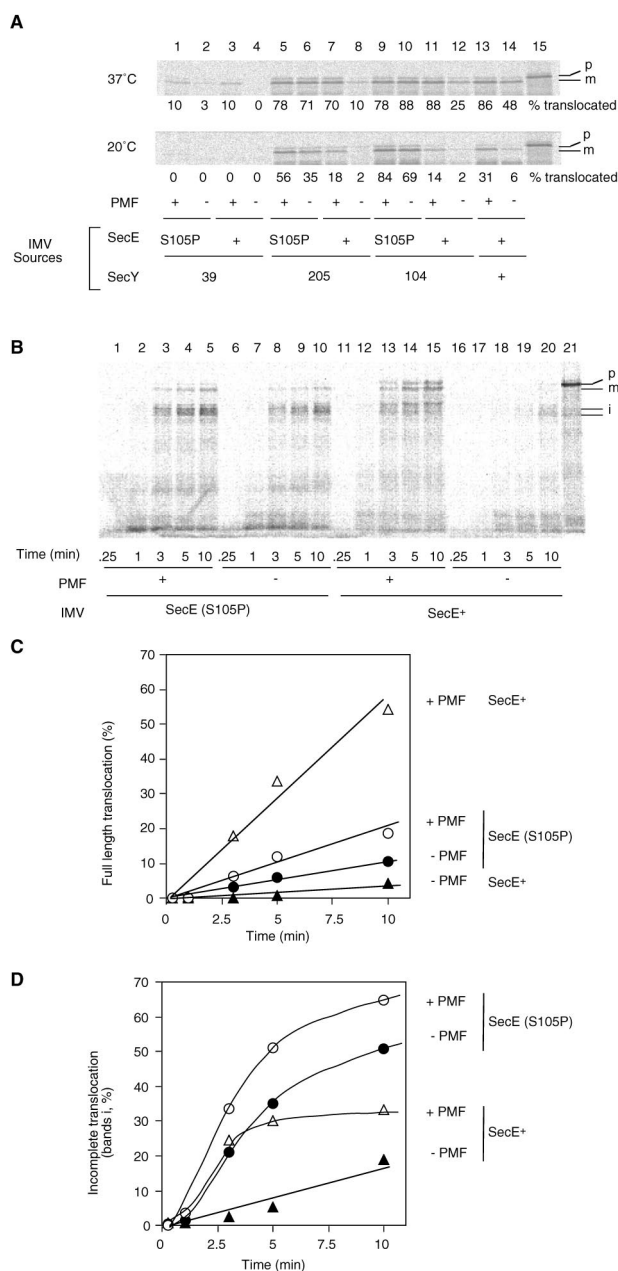 A
1 2 3 4 5 6 7 8 9 10 11 12 13 14 15
37˚C
p
m
10 3 10 0 78 71 70 10 78 88 88 25 86 48 % translocated
20˚C
p
m
0 0 0 0 56 35 18 2 84 69 14 2 31 6 % translocated
PMF + - + - + - + - + - + - + -
IMV Sources
SecE S105P + S105P + S105P + +
SecY 39 205 104 +
B
1 2 3 4 5 6 7 8 9 10 11 12 13 14 15 16 17 18 19 20 21
p
m
i
Time (min) .25 1 3 5 10 .25 1 3 5 10 .25 1 3 5 10 .25 1 3 5 10
PMF + - + -
IMV SecE (S105P) SecE+
C
Full length translocation (%)
70
60
50
40
30
20
10
0
0 2.5 5 7.5 10
Time (min)
+ PMF SecE+
+ PMF
SecE (S105P)
- PMF
- PMF SecE+
D
Incomplete translocation
(bands i, %)
70
60
50
40
30
20
10
0
0 2.5 5 7.5 10
Time (min)
+ PMF
SecE (S105P)
- PMF
+ PMF
SecE+
- PMF